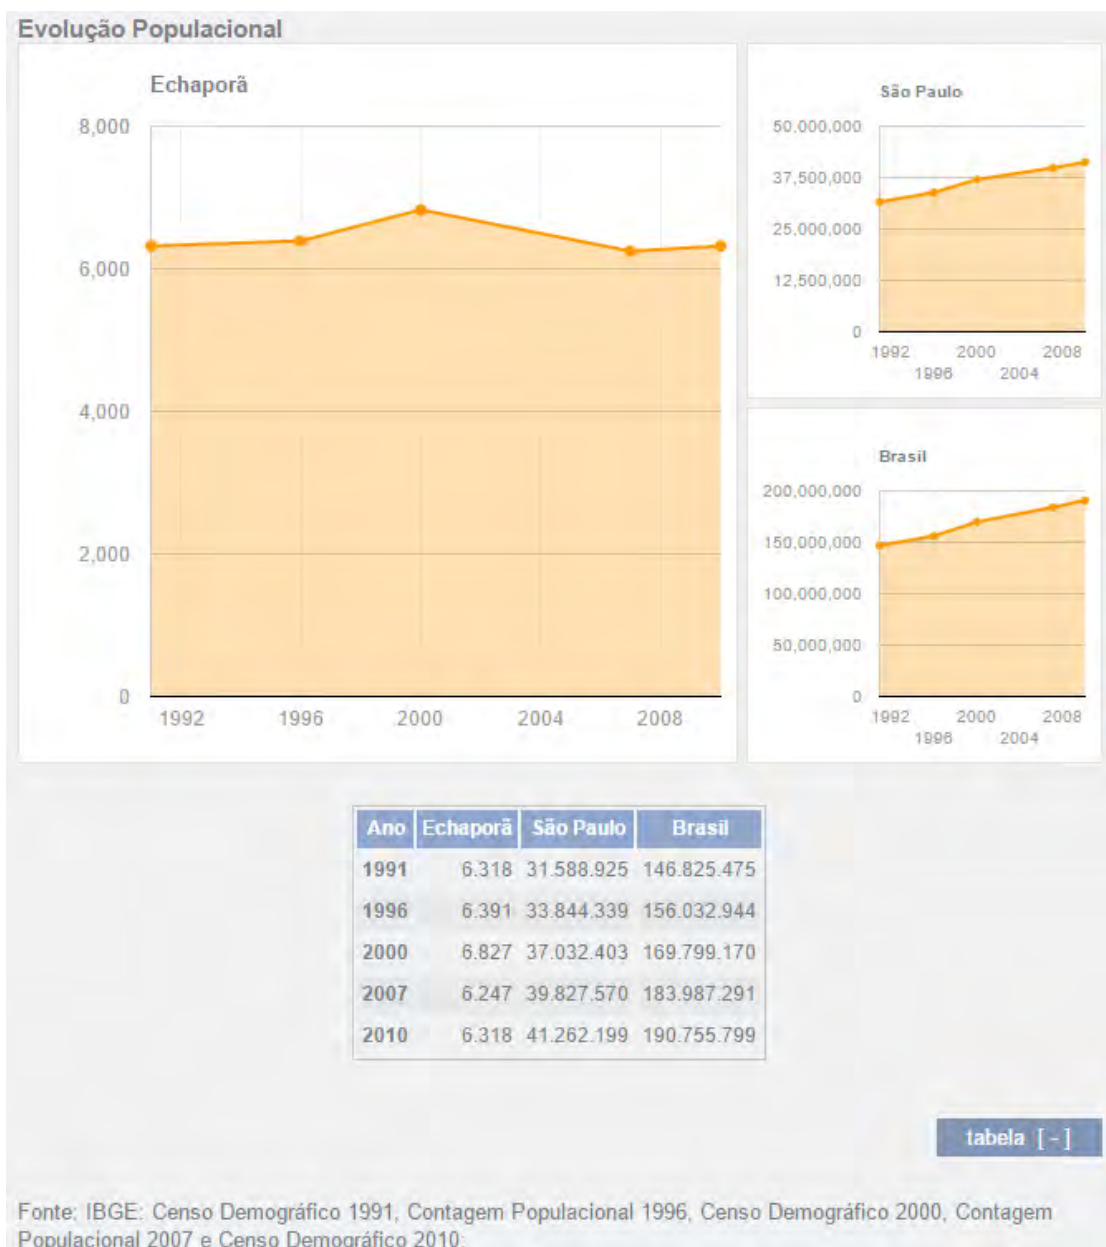 Evolução Populacional
Echaporã
8,000
6,000
4,000
2,000
0
1992 1996 2000 2004 2008
São Paulo
50,000,000
37,500,000
25,000,000
12,500,000
0
1992 2000 2008
1996 2004
Brasil
200,000,000
150,000,000
100,000,000
50,000,000
0
1992 2000 2008
1996 2004
Ano Echaporã São Paulo Brasil
1991 6.318 31.588.925 146.825.475
1996 6.391 33.844.339 156.032.944
2000 6.827 37.032.403 169.799.170
2007 6.247 39.827.570 183.987.291
2010 6.318 41.262.199 190.755.799
tabela [ - ]
Fonte: IBGE: Censo Demográfico 1991, Contagem Populacional 1996, Censo Demográfico 2000, Contagem
Populacional 2007 e Censo Demográfico 2010;